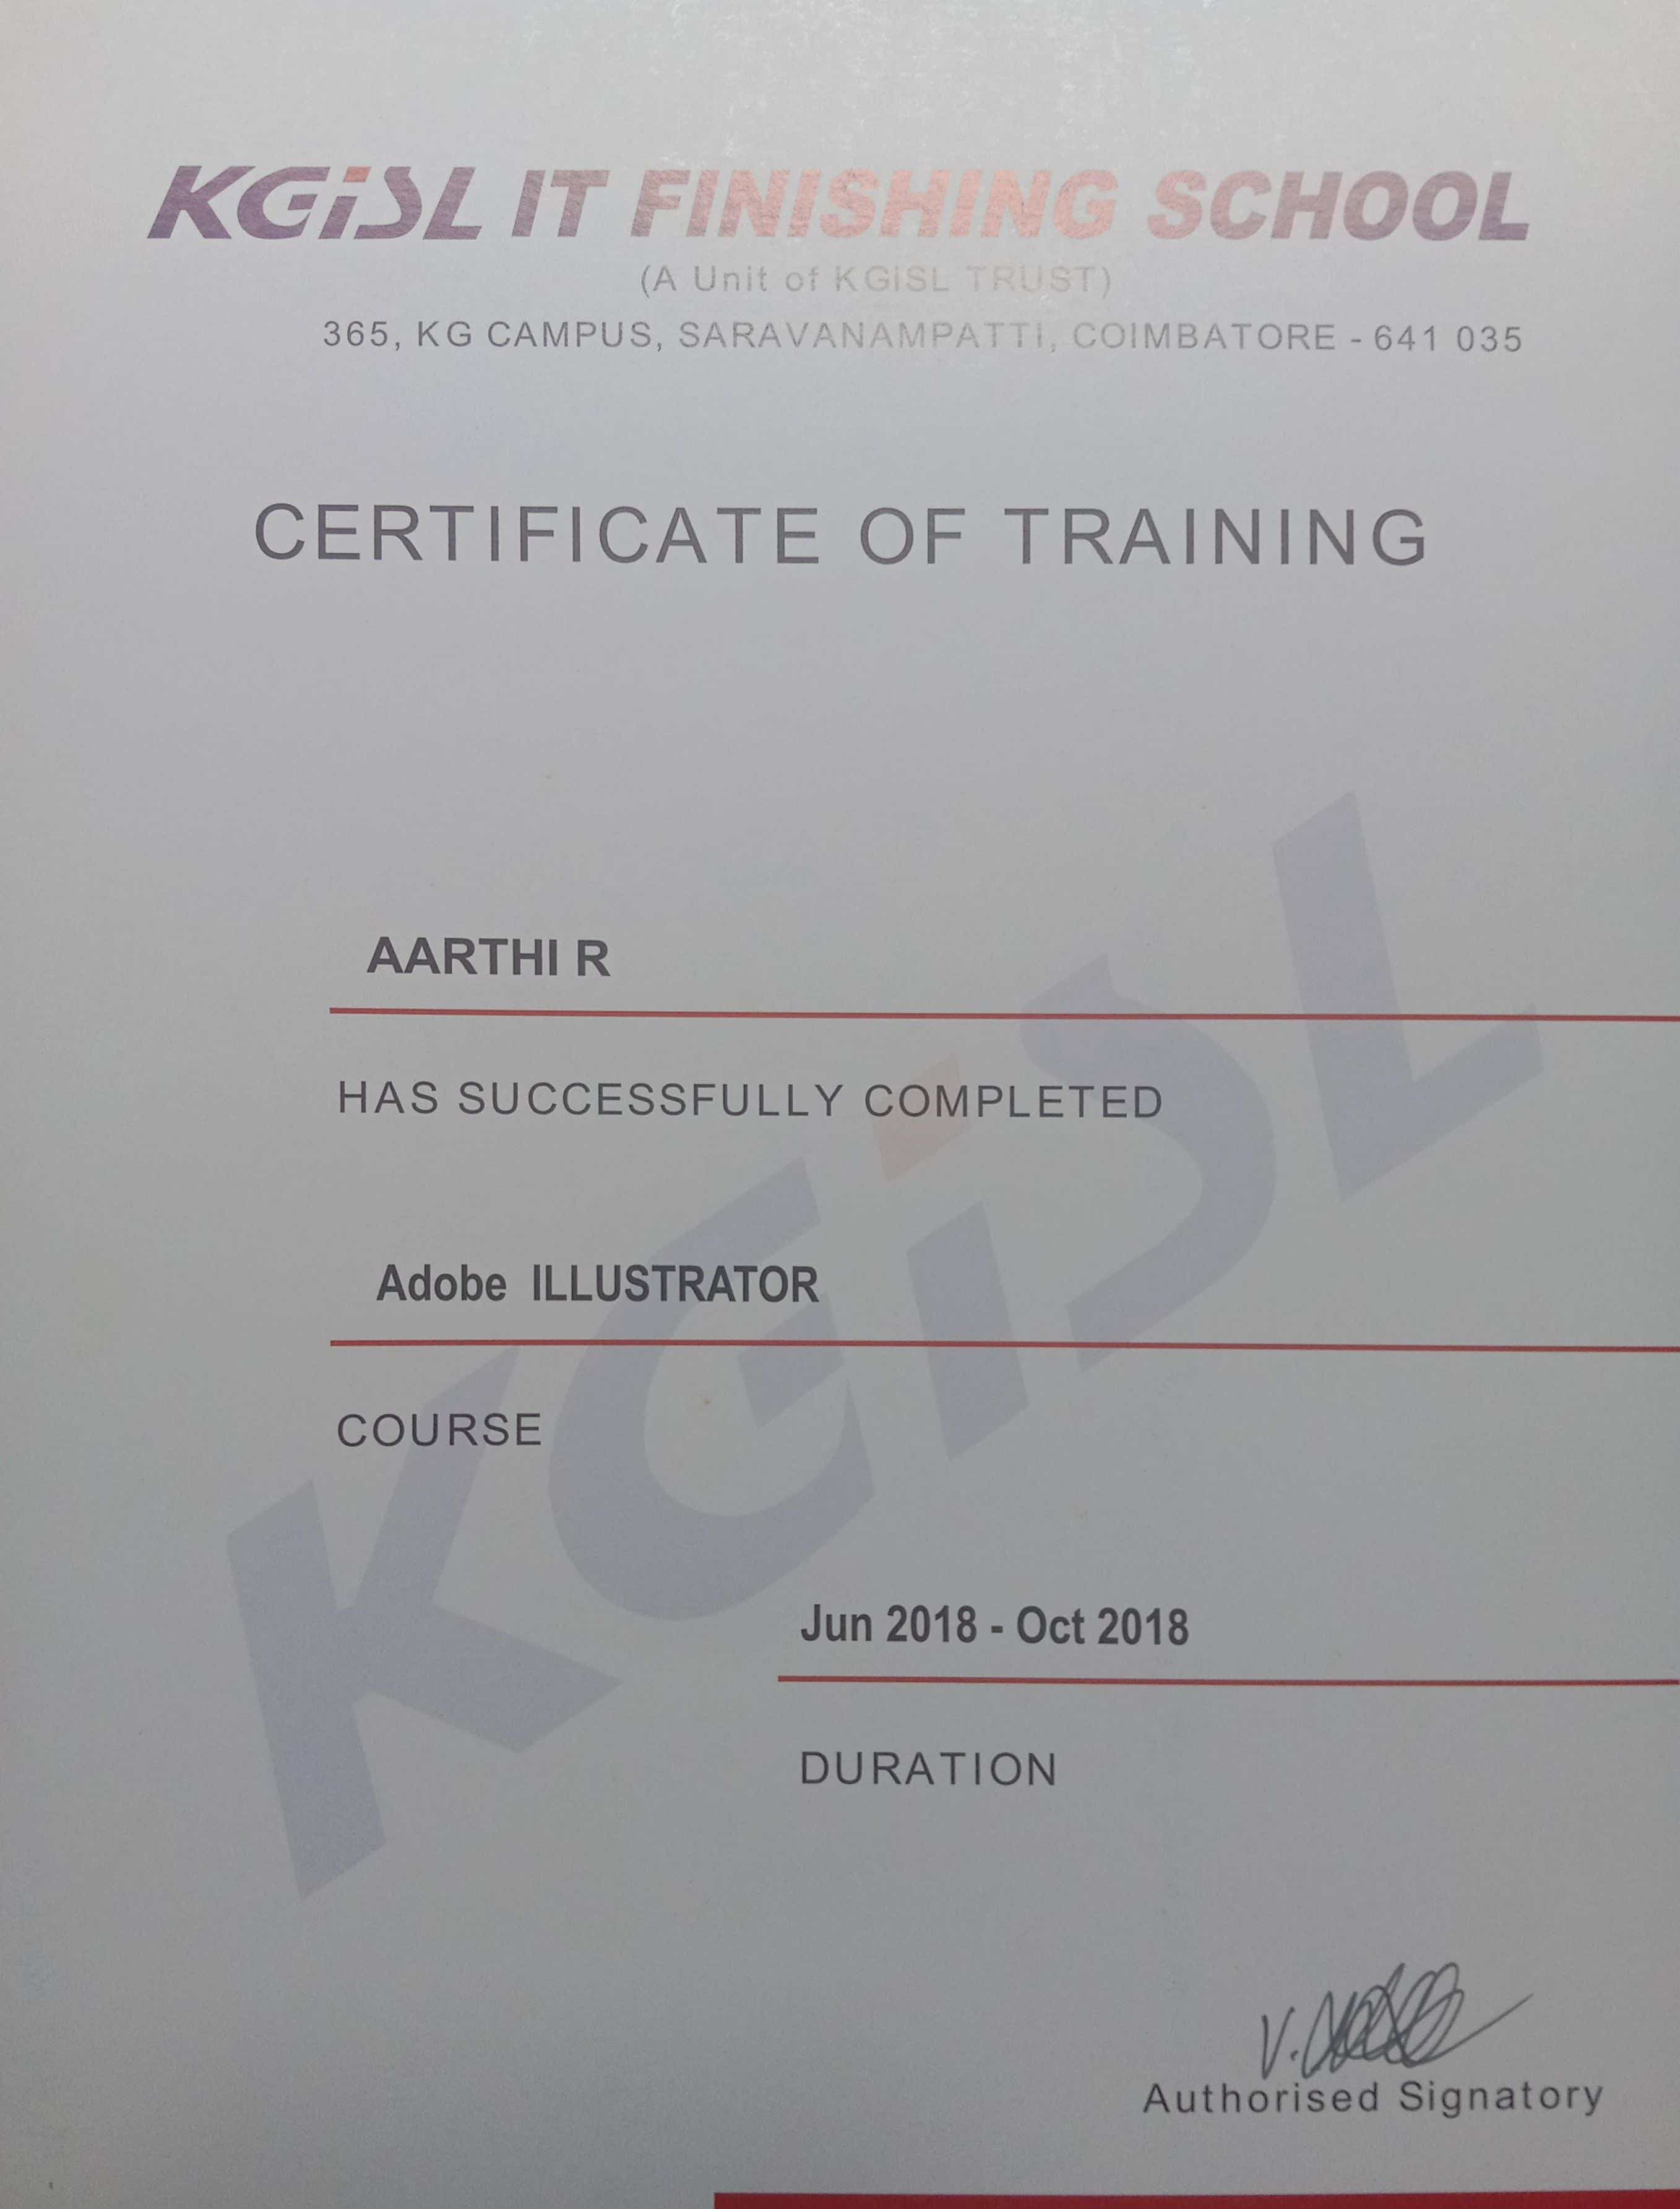 KGiSL IT FINISHING SCHOOL
(A Unit of KGiSL TRUST)
365, KG CAMPUS, SARAVANAMPATTI, COIMBATORE - 641 035
CERTIFICATE OF TRAINING
AARTHI R
HAS SUCCESSFULLY COMPLETED
Adobe ILLUSTRATOR
COURSE
KGiSL
Jun 2018 - Oct 2018
DURATION
Authorised Signatory